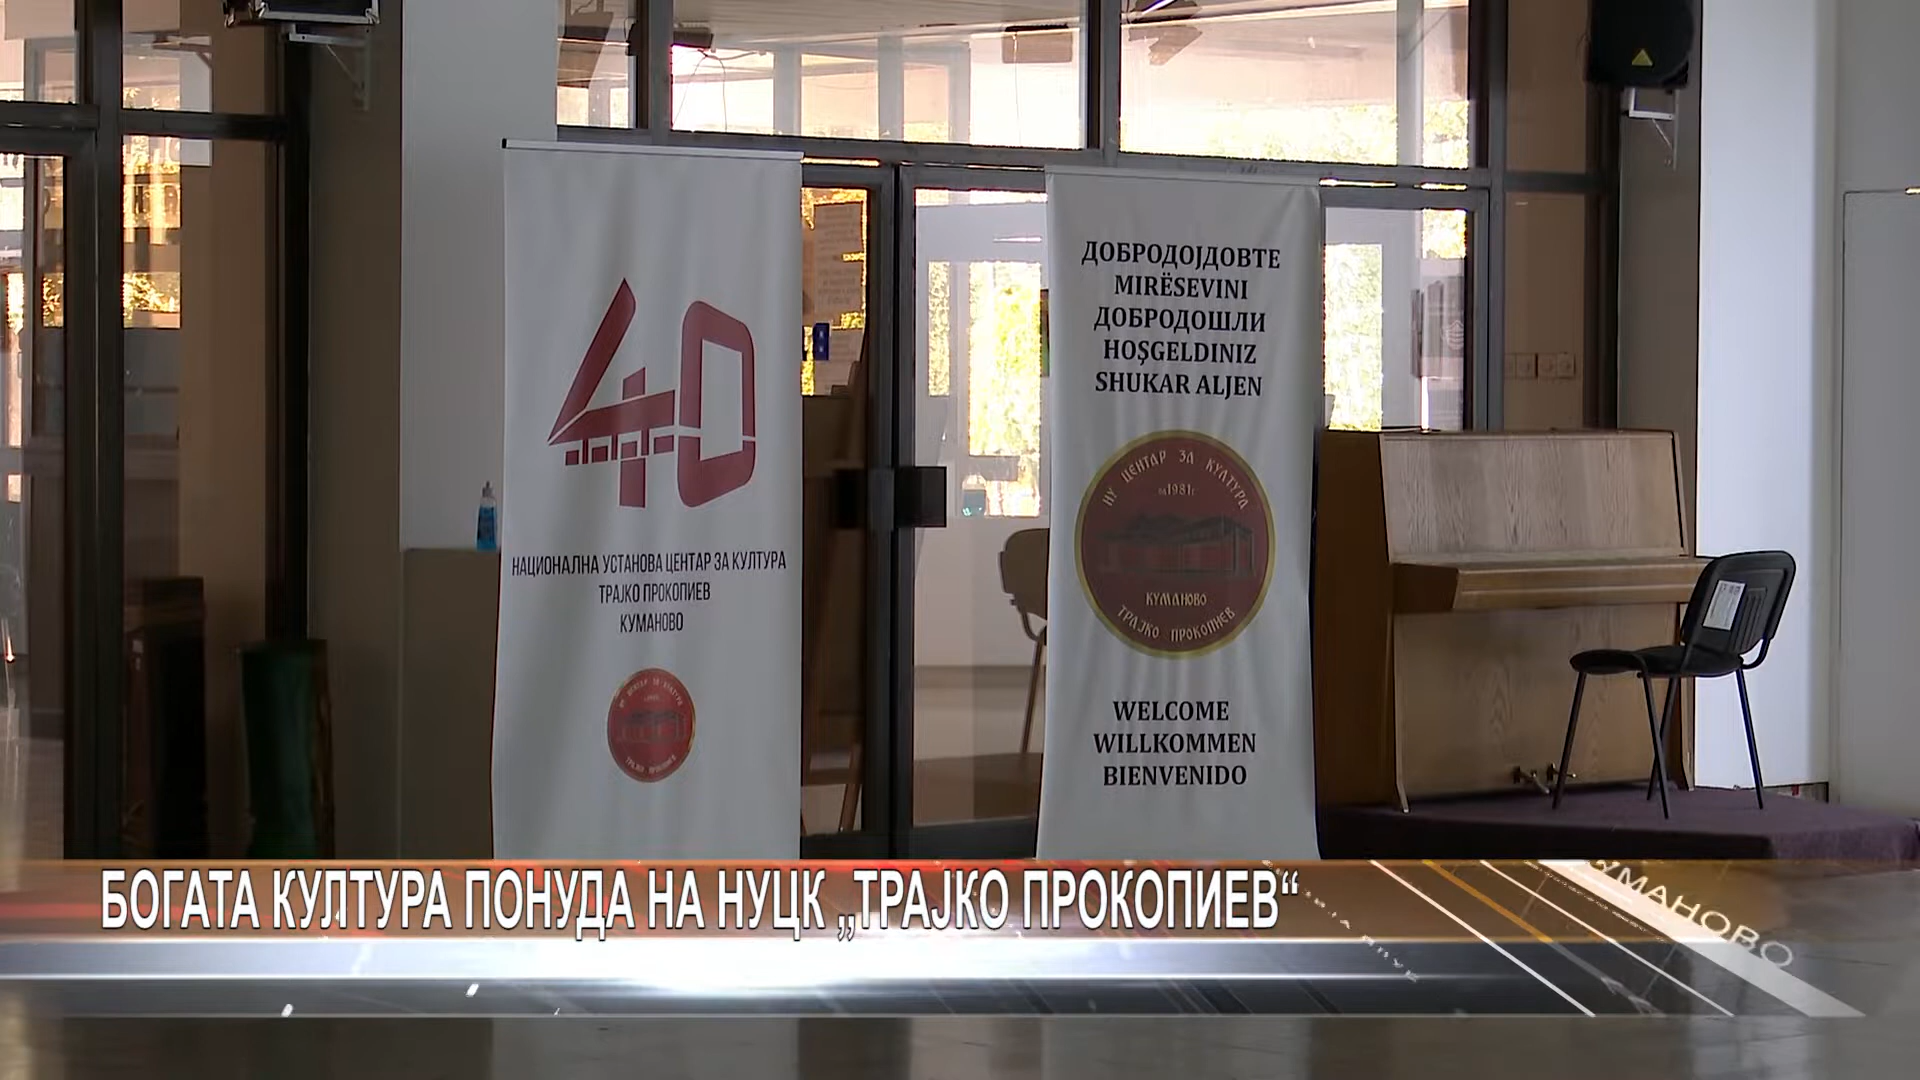 40
НАЦИОНАЛНА УСТАНОВА ЦЕНТАР ЗА КУЛТУРА
ТРАЈКО ПРОКОПИЕВ
КУМАНОВО
ДОБРОДОЈДОВТЕ
MIRËSEVINI
ДОБРОДОШЛИ
HOŞGELDINIZ
SHUKAR ALJEN
НУ ЦЕНТАР ЗА КУЛТУРА
1981
КУМАНОВО
ТРАЈКО ПРОКОПИЕВ
WELCOME
WILLKOMMEN
BIENVENIDO
БОГАТА КУЛТУРА ПОНУДА НА НУЦК „ТРАЈКО ПРОКОПИЕВ“
КУМАНОВО